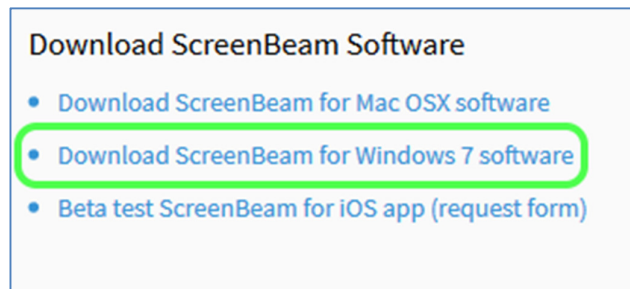 Download ScreenBeam Software
Download ScreenBeam for Mac OSX software
Download ScreenBeam for Windows 7 software
Beta test ScreenBeam for iOS app (request form)